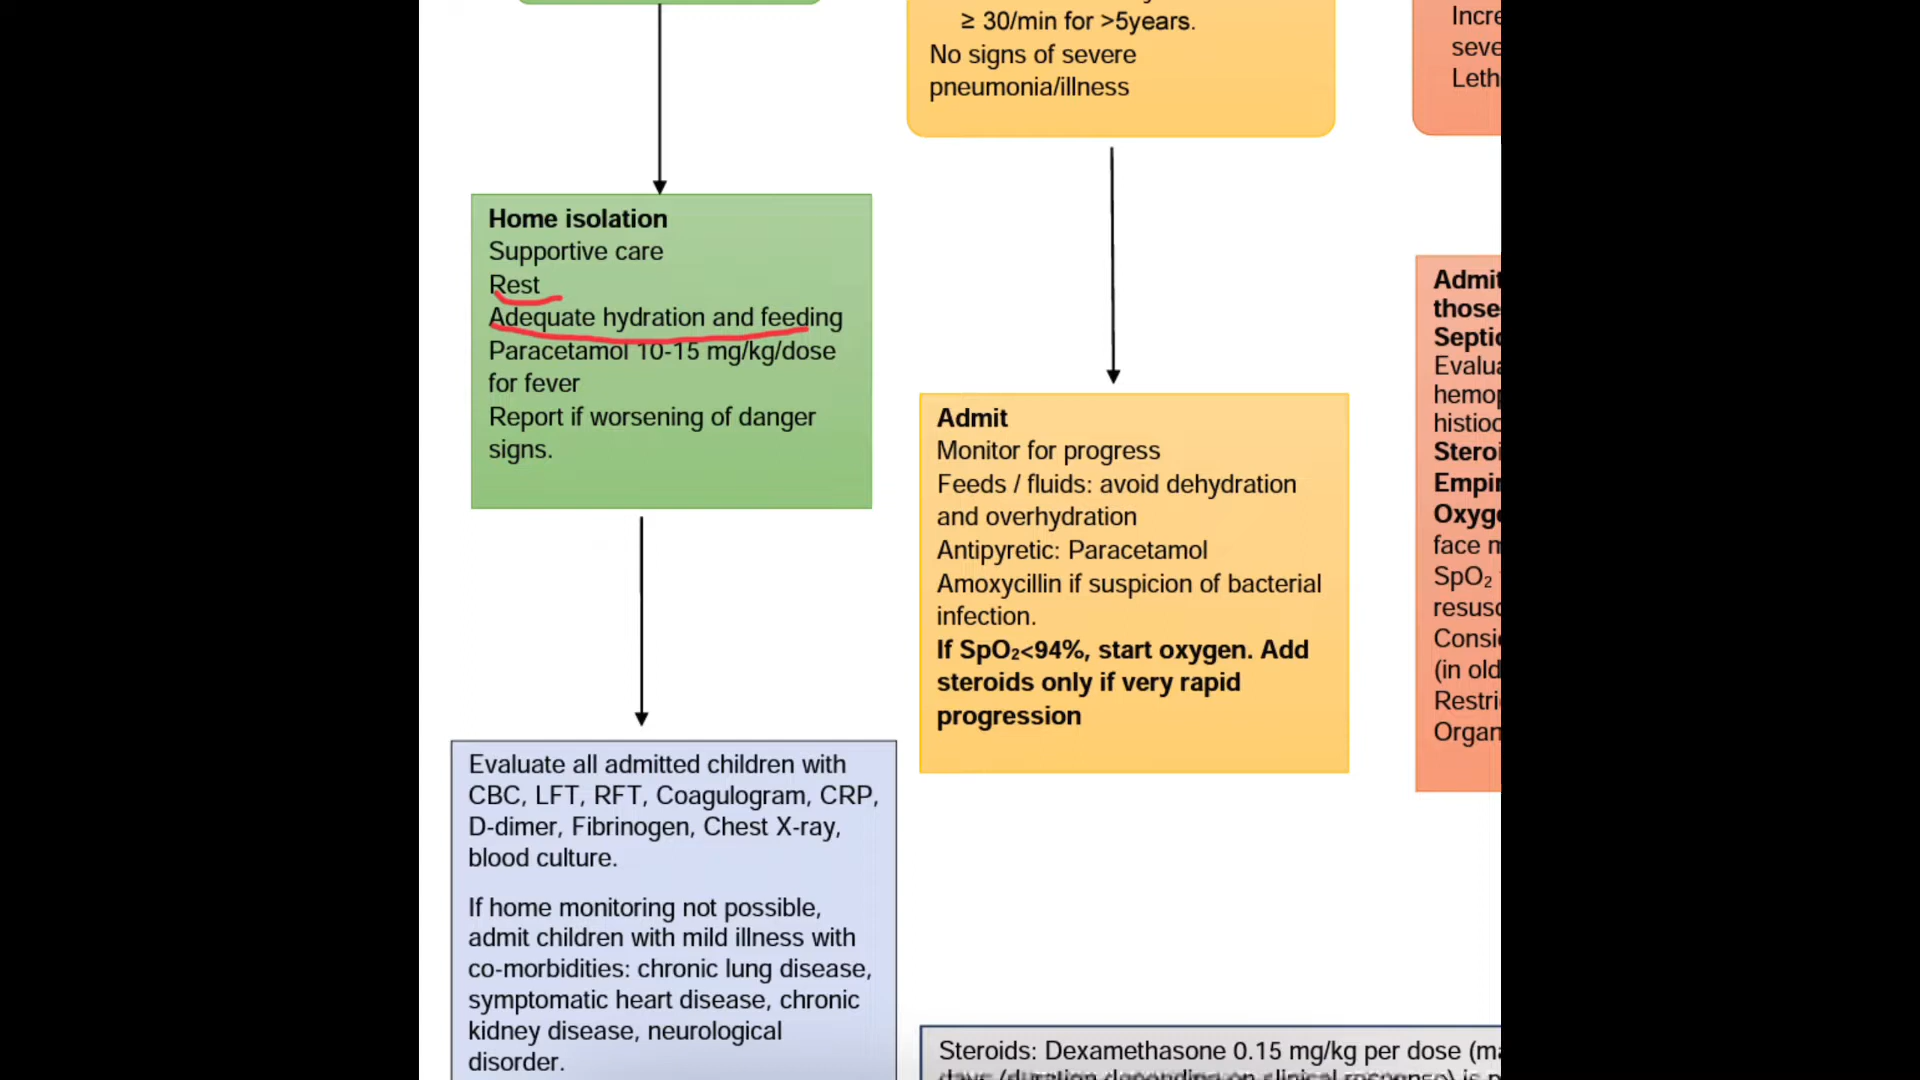 ≥ 30/min for >5years.
No signs of severe
pneumonia/illness
Home isolation
Supportive care
Rest
Adequate hydration and feeding
Paracetamol 10-15 mg/kg/dose
for fever
Report if worsening of danger
signs.
Admit
Monitor for progress
Feeds / fluids: avoid dehydration
and overhydration
Antipyretic: Paracetamol
Amoxycillin if suspicion of bacterial
infection.
If SpO₂<94%, start oxygen. Add
steroids only if very rapid
progression
Admit
those
SpO₂
(in old
Evaluate all admitted children with
CBC, LFT, RFT, Coagulogram, CRP,
D-dimer, Fibrinogen, Chest X-ray,
blood culture.
If home monitoring not possible,
admit children with mild illness with
co-morbidities: chronic lung disease,
symptomatic heart disease, chronic
kidney disease, neurological
disorder.
Steroids: Dexamethasone 0.15 mg/kg per dose